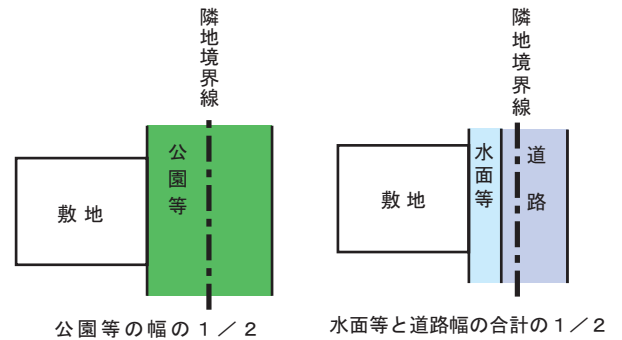 隣地境界線
公園等
敷地
公園等の幅の1／2
隣地境界線
水面等
道路
敷地
水面等と道路幅の合計の1／2